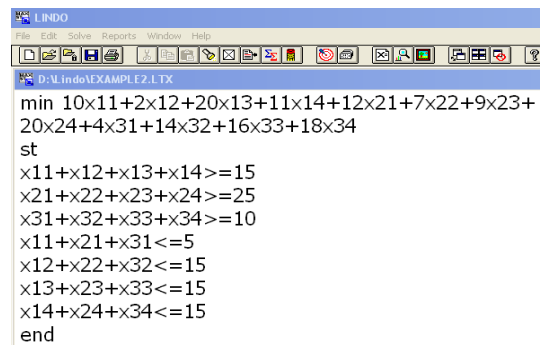 LINDO
File Edit Solve Reports Window Help
D:\Lindo\EXAMPLE2.LTX
min 10x11+2x12+20x13+11x14+12x21+7x22+9x23+
20x24+4x31+14x32+16x33+18x34
st
x11+x12+x13+x14>=15
x21+x22+x23+x24>=25
x31+x32+x33+x34>=10
x11+x21+x31<=5
x12+x22+x32<=15
x13+x23+x33<=15
x14+x24+x34<=15
end